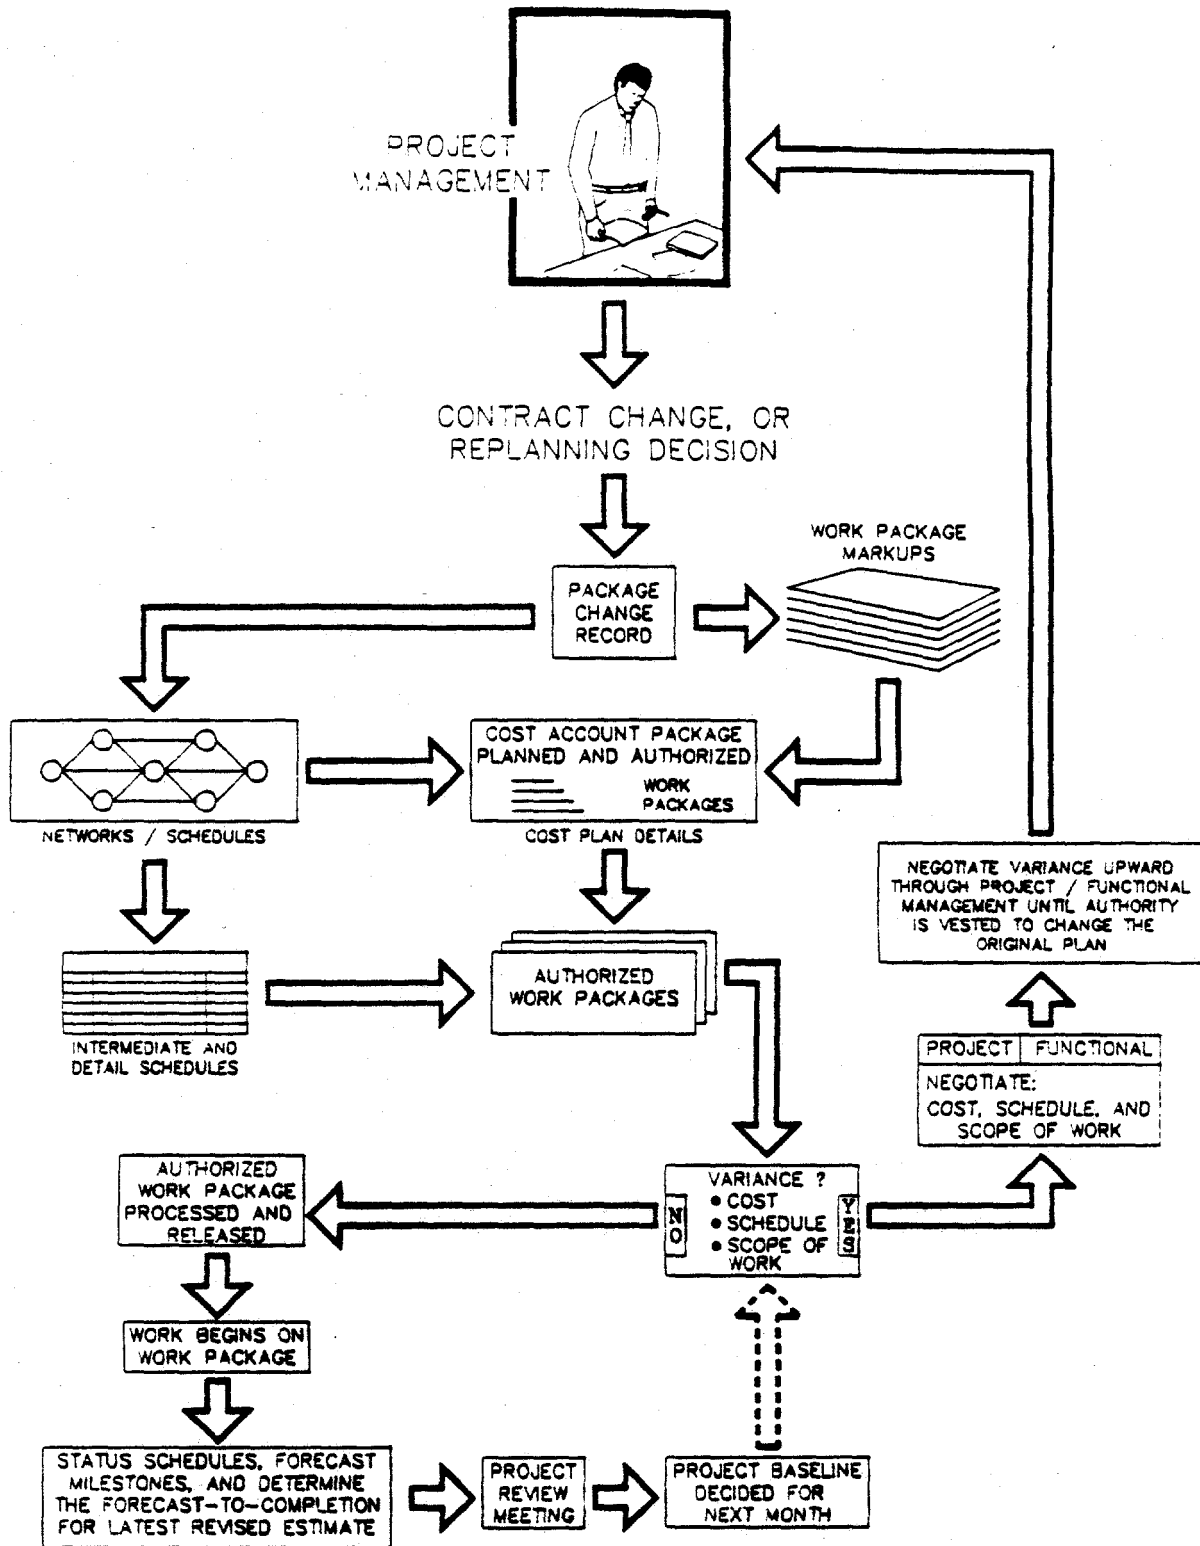 PROJECT
MANAGEMENT
CONTRACT CHANGE, OR
REPLANNING DECISION
WORK PACKAGE
MARKUPS
PACKAGE
CHANGE
RECORD
COST ACCOUNT PACKAGE
PLANNED AND AUTHORIZED
WORK
PACKAGES
NETWORKS / SCHEDULES
COST PLAN DETAILS
NEGOTIATE VARIANCE UPWARD
THROUGH PROJECT / FUNCTIONAL
MANAGEMENT UNTIL AUTHORITY
IS VESTED TO CHANGE THE
ORIGINAL PLAN
AUTHORIZED
WORK PACKAGES
INTERMEDIATE AND
DETAIL SCHEDULES
PROJECT FUNCTIONAL
NEGOTIATE:
COST, SCHEDULE, AND
SCOPE OF WORK
AUTHORIZED
WORK PACKAGE
PROCESSED AND
RELEASED
VARIANCE ?
• COST
• SCHEDULE
• SCOPE OF
WORK
NO
YES
WORK BEGINS ON
WORK PACKAGE
STATUS SCHEDULES, FORECAST
MILESTONES, AND DETERMINE
THE FORECAST-TO-COMPLETION
FOR LATEST REVISED ESTIMATE
PROJECT
REVIEW
MEETING
PROJECT BASELINE
DECIDED FOR
NEXT MONTH